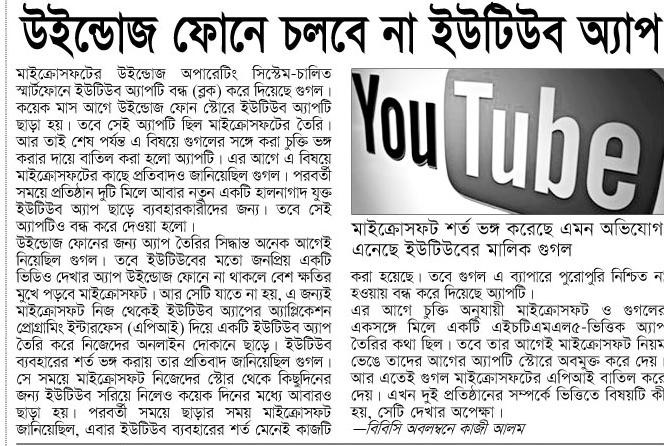 উইন্ডোজ ফোনে চলবে না ইউটিউব অ্যাপ
মাইক্রোসফটের উইন্ডোজ অপারেটিং সিস্টেম-চালিত
স্মার্টফোনে ইউটিউব অ্যাপটি বন্ধ (ব্লক) করে দিয়েছে গুগল।
কয়েক মাস আগে উইন্ডোজ ফোন স্টোরে ইউটিউব অ্যাপটি
ছাড়া হয়। তবে সেই অ্যাপটি ছিল মাইক্রোসফটের তৈরি।
আর তাই শেষ পর্যন্ত এ বিষয়ে গুগলের সঙ্গে করা চুক্তি ভঙ্গ
করার দায়ে বাতিল করা হলো অ্যাপটি। এর আগে এ বিষয়ে
মাইক্রোসফটের কাছে প্রতিবাদও জানিয়েছিল গুগল। পরবর্তী
সময়ে প্রতিষ্ঠান দুটি মিলে আবার নতুন একটি হালনাগাদ যুক্ত
ইউটিউব অ্যাপ ছাড়ে ব্যবহারকারীদের জন্য। তবে সেই
অ্যাপটিও বন্ধ করে দেওয়া হলো।
উইন্ডোজ ফোনের জন্য অ্যাপ তৈরির সিদ্ধান্ত অনেক আগেই
নিয়েছিল গুগল। তবে ইউটিউবের মতো জনপ্রিয় একটি
ভিডিও দেখার অ্যাপ উইন্ডোজ ফোনে না থাকলে বেশ ক্ষতির
মুখে পড়বে মাইক্রোসফট। আর সেটি যাতে না হয়, এ জন্যই
মাইক্রোসফট নিজ থেকেই ইউটিউব অ্যাপের অ্যাপ্লিকেশন
প্রোগ্রামিং ইন্টারফেস (এপিআই) দিয়ে একটি ইউটিউব অ্যাপ
তৈরি করে নিজেদের অনলাইন দোকানে ছাড়ে। ইউটিউব
ব্যবহারের শর্ত ভঙ্গ করায় তার প্রতিবাদ জানিয়েছিল গুগল।
সে সময়ে মাইক্রোসফট নিজেদের স্টোর থেকে কিছুদিনের
জন্য ইউটিউব সরিয়ে নিলেও কয়েক দিনের মধ্যে আবারও
ছাড়া হয়। পরবর্তী সময়ে ছাড়ার সময় মাইক্রোসফট
জানিয়েছিল, এবার ইউটিউব ব্যবহারের শর্ত মেনেই কাজটি
You Tube
মাইক্রোসফট শর্ত ভঙ্গ করেছে এমন অভিযোগ
এনেছে ইউটিউবের মালিক গুগল
করা হয়েছে। তবে গুগল এ ব্যাপারে পুরোপুরি নিশ্চিত না
হওয়ায় বন্ধ করে দিয়েছে অ্যাপটি।
এর আগে চুক্তি অনুযায়ী মাইক্রোসফট ও গুগলের
একসঙ্গে মিলে একটি এইচটিএমএল৫-ভিত্তিক অ্যাপ
তৈরির কথা ছিল। তবে তার আগেই মাইক্রোসফট নিয়ম
ভেঙে তাদের আগের অ্যাপটি স্টোরে অবমুক্ত করে দেয়।
আর এতেই গুগল মাইক্রোসফটের এপিআই বাতিল করে
দেয়। এখন দুই প্রতিষ্ঠানের সম্পর্কে ভিত্তিতে বিষয়টি কী
হয়, সেটি দেখার অপেক্ষা।
—বিবিসি অবলম্বনে কাজী আলম